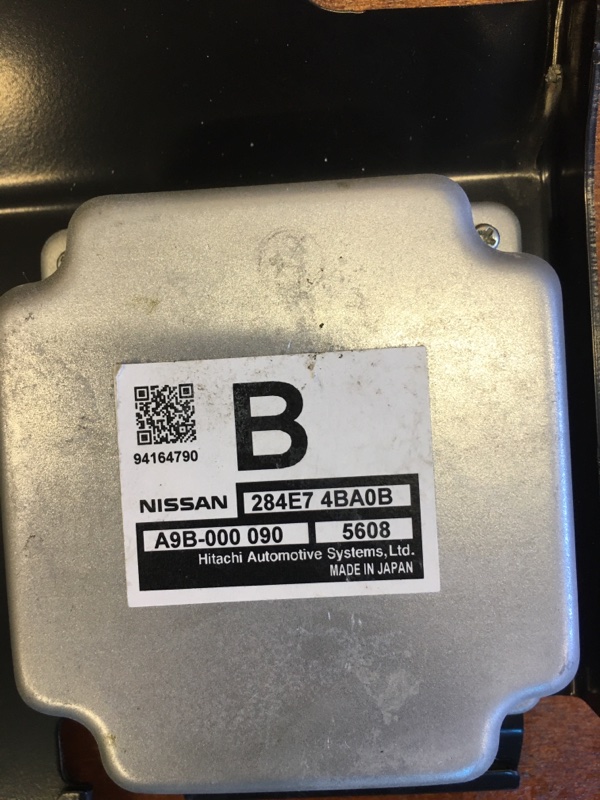 B
94164790
NISSAN 284E7 4BA0B
A9B-000 090 5608
Hitachi Automotive Systems,Ltd.
MADE IN JAPAN